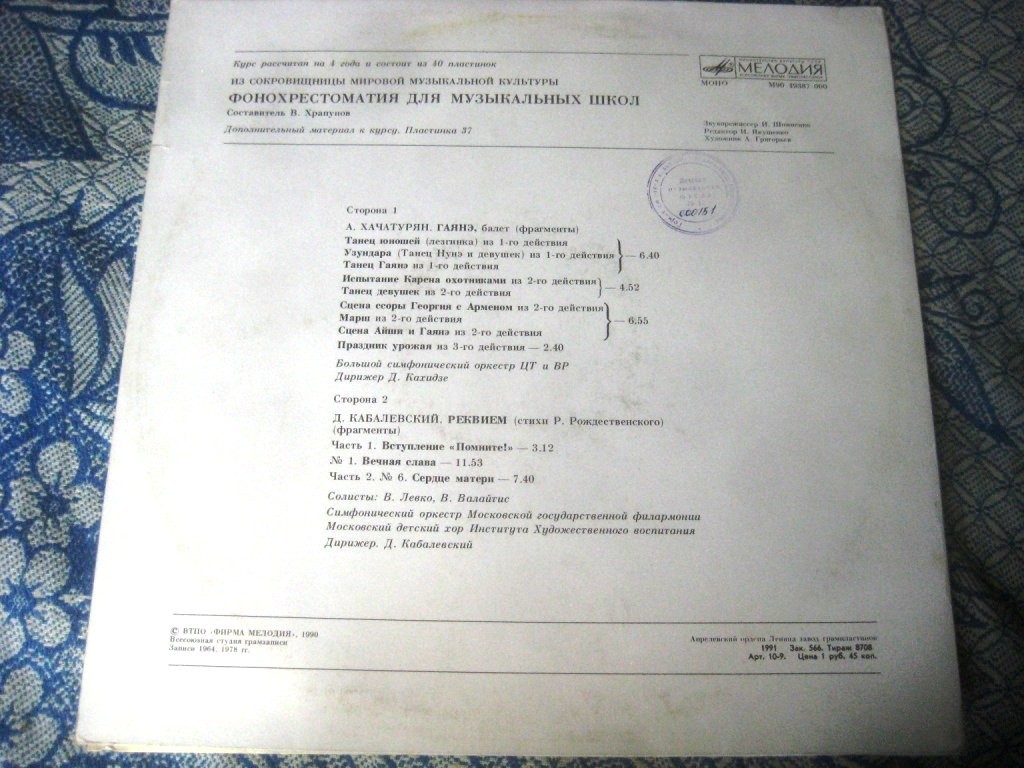 Курс рассчитан на 4 года и состоит из 40 пластинок
ИЗ СОКРОВИЩНИЦЫ МИРОВОЙ МУЗЫКАЛЬНОЙ КУЛЬТУРЫ
ФОНОХРЕСТОМАТИЯ ДЛЯ МУЗЫКАЛЬНЫХ ШКОЛ
Составитель В. Храпунов
Дополнительный материал к курсу. Пластинка 37
МЕЛОДИЯ
МОНО М90 49387 000
Звукорежиссер И.
Редактор И. Якушенко
Художник А. Григорьев
000151
Сторона 1
А. ХАЧАТУРЯН. ГАЯНЭ, балет (фрагменты)
Танец юношей (лезгинка) из 1-го действия
Узундара (Танец Нунэ и девушек) из 1-го действия — 6.40
Танец Гаянэ из 1-го действия
Испытание Карена охотниками из 2-го действия
Танец девушек из 2-го действия — 4.52
Сцена ссоры Георгия с Арменом из 2-го действия
Марш из 2-го действия — 6.55
Сцена Айши и Гаянэ из 2-го действия
Праздник урожая из 3-го действия — 2.40
Большой симфонический оркестр ЦТ и ВР
Дирижер Д. Кахидзе
Сторона 2
Д. КАБАЛЕВСКИЙ. РЕКВИЕМ (стихи Р. Рождественского)
(фрагменты)
Часть 1. Вступление «Помните!» — 3.12
№ 1. Вечная слава — 11.53
Часть 2. № 6. Сердце матери — 7.40
Солисты: В. Левко, В. Валайтис
Симфонический оркестр Московской государственной филармонии
Московский детский хор Института Художественного воспитания
Дирижер. Д. Кабалевский
© ВТПО «ФИРМА МЕЛОДИЯ», 1990
Всесоюзная студия грамзаписи
Записи 1964, 1978 гг.
Апрелевский ордена Ленина завод грампластинок
1991 Зак. 566. Тираж 8708
Арт. 10-9. Цена 1 руб. 45 коп.